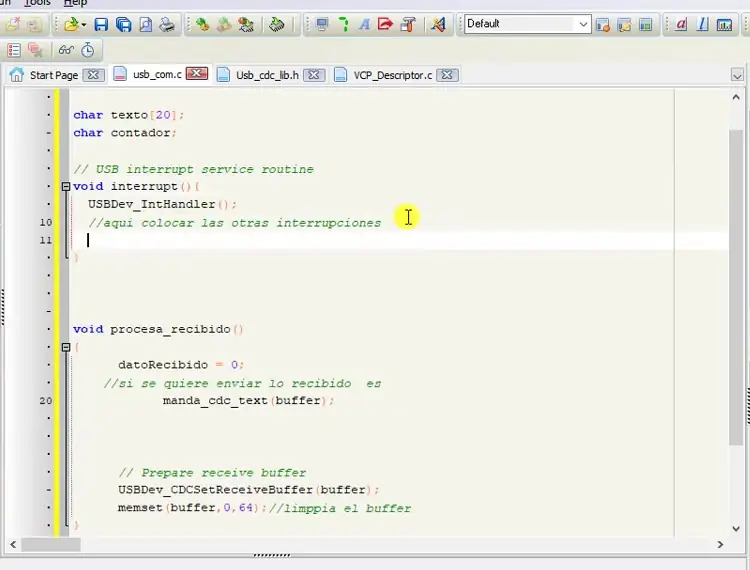 Tools Help
Default
Start Page usb_com.c Usb_cdc_lib.h VCP_Descriptor.c
char texto[20];
char contador;
// USB interrupt service routine
void interrupt(){
USBDev_IntHandler();
10 //aqui colocar las otras interrupciones
11
}
void procesa_recibido()
{
datoRecibido = 0;
//si se quiere enviar lo recibido es
20 manda_cdc_text(buffer);
// Prepare receive buffer
USBDev_CDCSetReceiveBuffer(buffer);
memset(buffer,0,64);//limppia el buffer
}